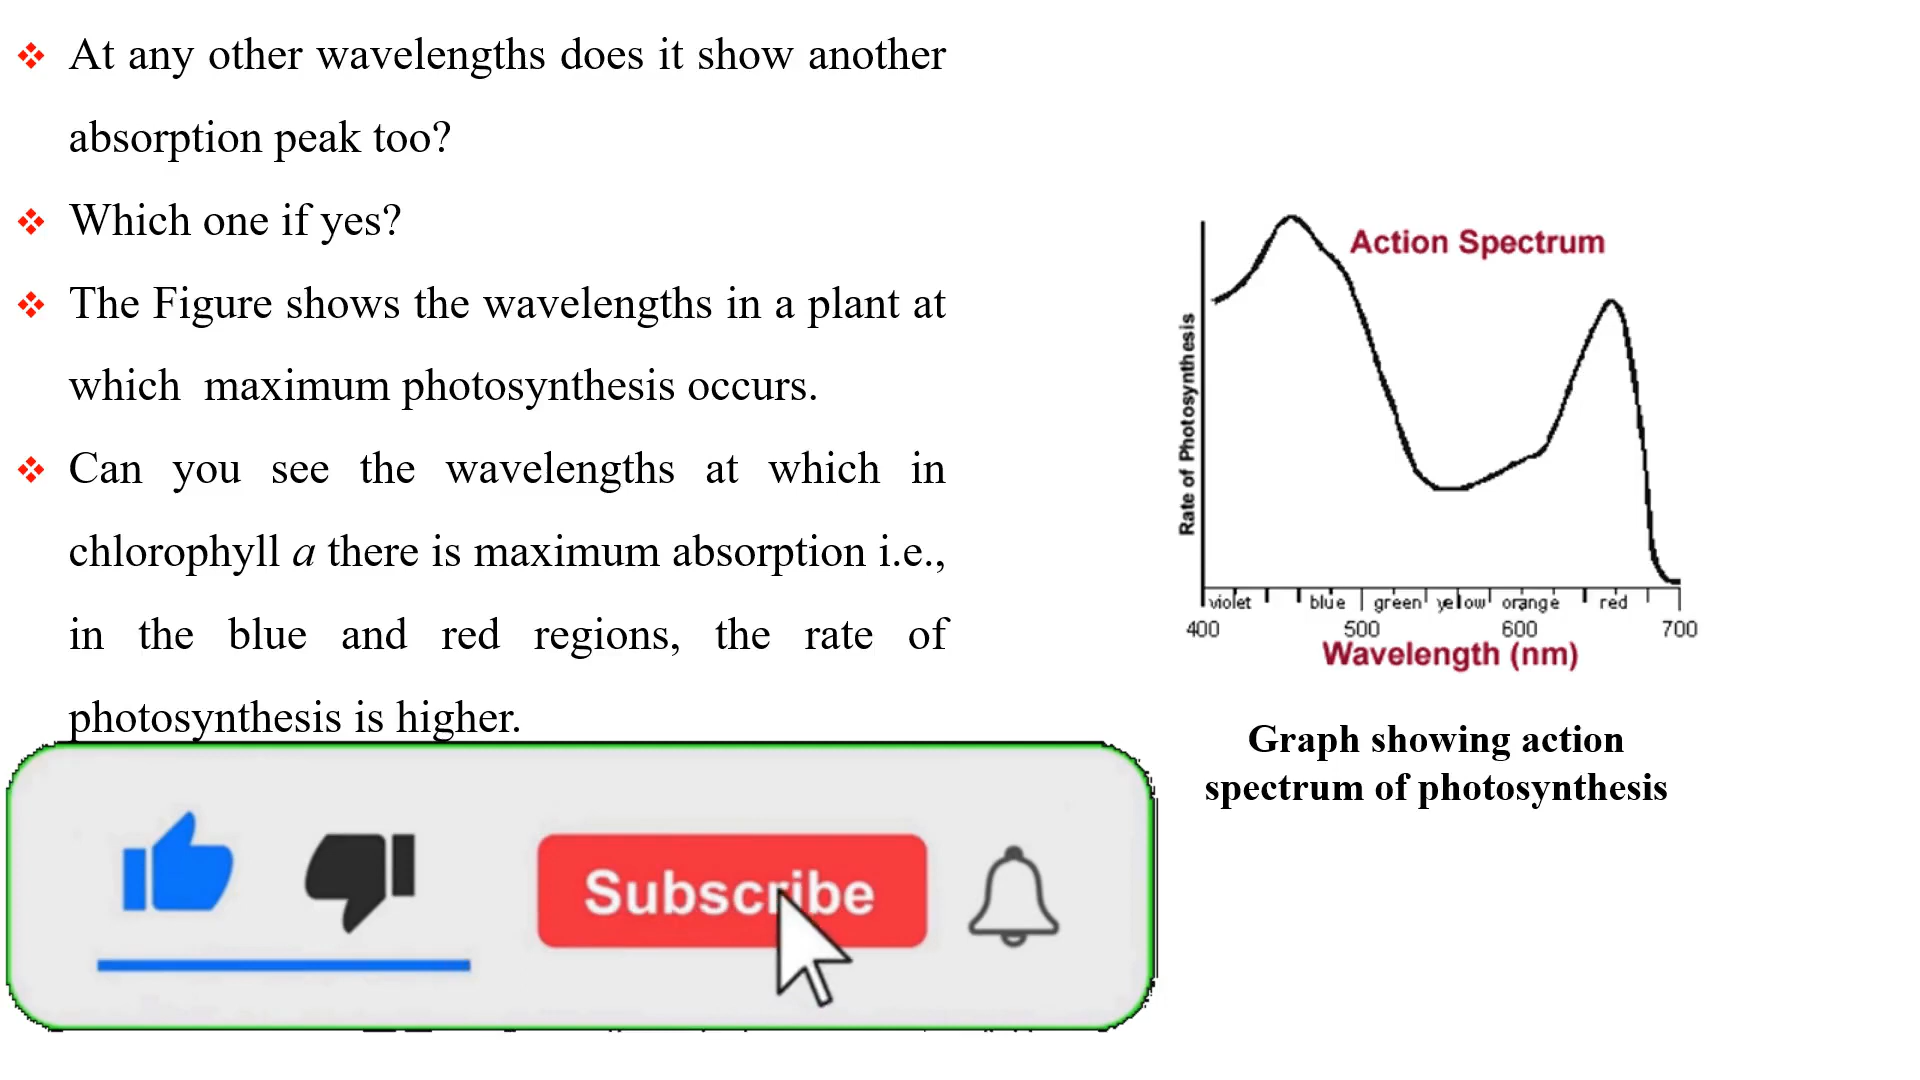 At any other wavelengths does it show another
absorption peak too?
Which one if yes?
The Figure shows the wavelengths in a plant at
which maximum photosynthesis occurs.
Can you see the wavelengths at which in
chlorophyll a there is maximum absorption i.e.,
in the blue and red regions, the rate of
photosynthesis is higher.
Subscribe
Action Spectrum
Rate of Photosynthesis
violet blue green yellow orange red
400 500 600 700
Wavelength (nm)
Graph showing action
spectrum of photosynthesis